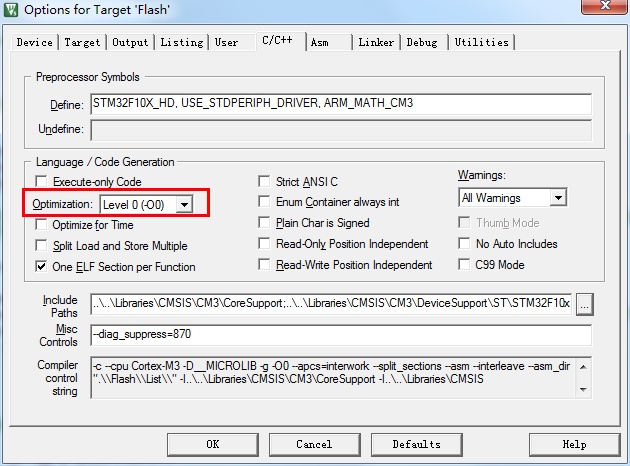 Options for Target 'Flash'
Device Target Output Listing User C/C++ Asm Linker Debug Utilities
Preprocessor Symbols
Define: STM32F10X_HD, USE_STDPERIPH_DRIVER, ARM_MATH_CM3
Undefine:
Language / Code Generation
Execute-only Code Strict ANSI C Warnings:
Optimization: Level 0 (-O0) Enum Container always int All Warnings
Optimize for Time Plain Char is Signed Thumb Mode
Split Load and Store Multiple Read-Only Position Independent No Auto Includes
One ELF Section per Function Read-Write Position Independent C99 Mode
Include Paths ..\..\Libraries\CMSIS\CM3\CoreSupport;..\..\Libraries\CMSIS\CM3\DeviceSupport\ST\STM32F10x ...
Misc Controls --diag_suppress=870
Compiler control string -c --cpu Cortex-M3 -D__MICROLIB -g -O0 --apcs=interwork --split_sections --asm --interleave --asm_dir
".\\Flash\\List\\" -I..\..\Libraries\CMSIS\CM3\CoreSupport -I..\..\Libraries\CMSIS
OK Cancel Defaults Help